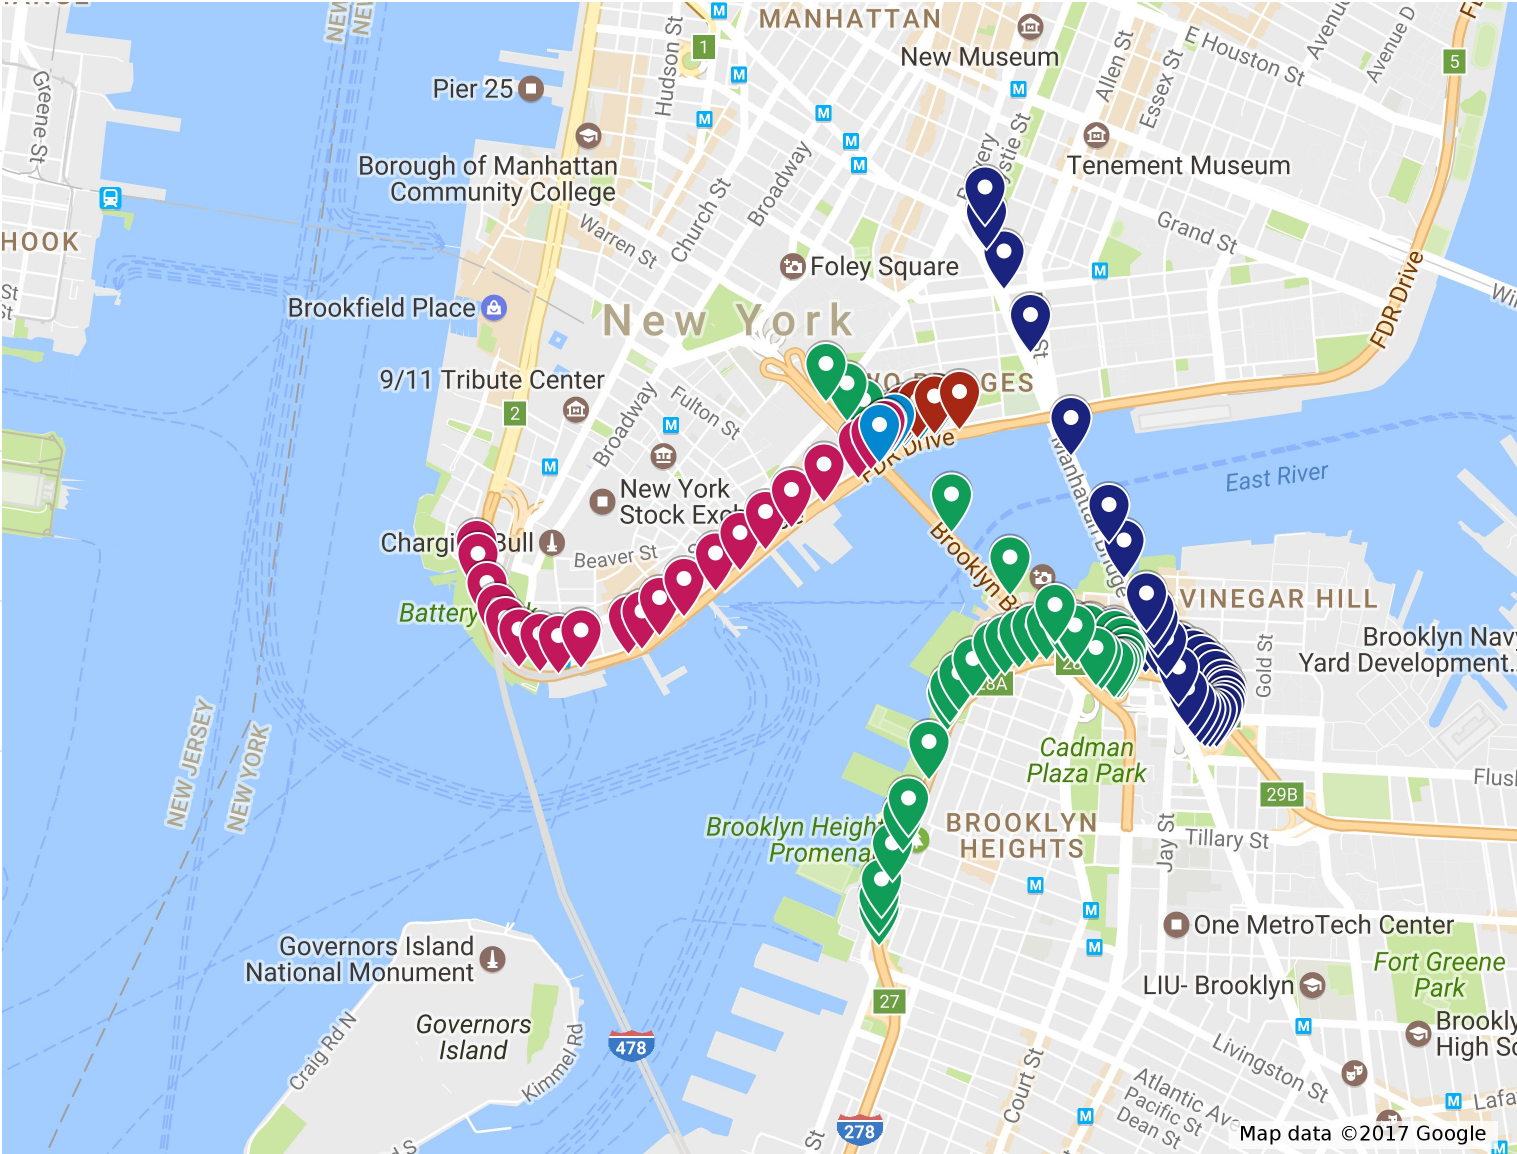 MANHATTAN
1
New Museum
E Houston St
5
Pier 25
Hudson St
Allen St
Essex St
Avenue D
Greene St
Borough of Manhattan
Community College
Tenement Museum
Church St
Broadway
Warren St
Grand St
HOOK
Foley Square
FDR Drive
Brookfield Place
New York
9/11 Tribute Center
2
Fulton St
Broadway
FDR Drive
East River
New York
Stock Exchange
Manhattan Bridge
Beaver St
VINEGAR HILL
28A
Gold St
Brooklyn Navy
Yard Development...
NEW JERSEY
NEW YORK
Cadman
Plaza Park
29B
Brooklyn Height
Promena
BROOKLYN
HEIGHTS
Jay St
Tillary St
One MetroTech Center
Governors Island
National Monument
Fort Greene
Park
LIU- Brooklyn
27
Governors
Island
Craig Rd N
Kimmel Rd
478
Court St
Livingston St
Atlantic Ave
Pacific St
Dean St
278
Map data ©2017 Google